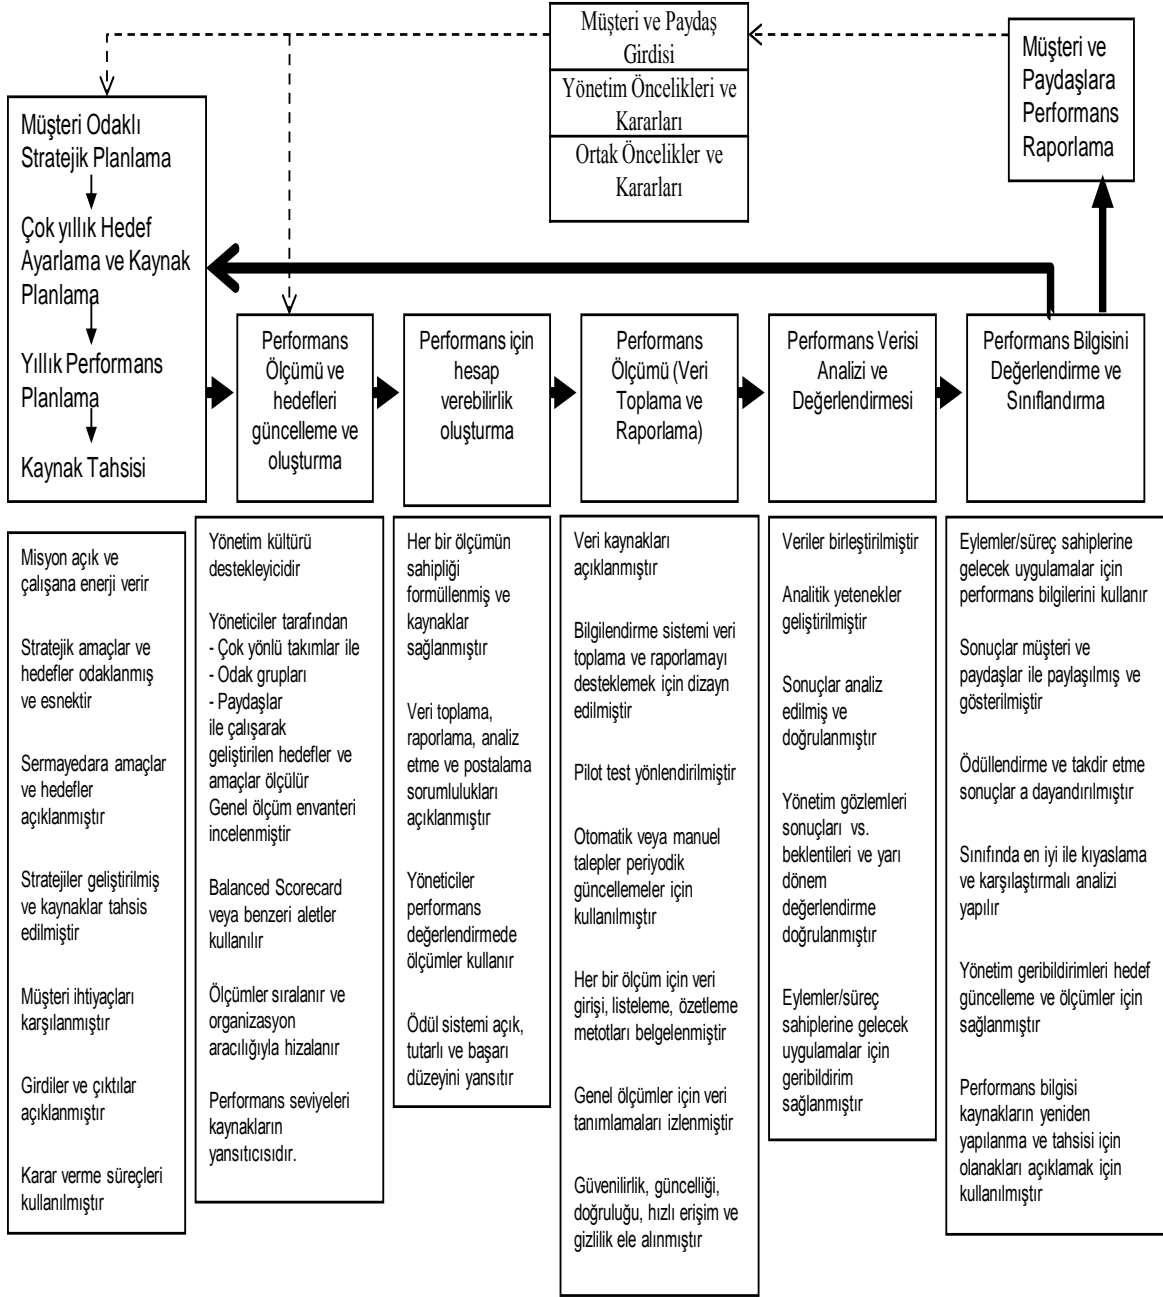 Müşteri ve Paydaş
Girdisi
Yönetim Öncelikleri ve
Kararları
Ortak Öncelikler ve
Kararları
Müşteri ve
Paydaşlara
Performans
Raporlama
Müşteri Odaklı
Stratejik Planlama
Çok yıllık Hedef
Ayarlama ve Kaynak
Planlama
Yıllık Performans
Planlama
Kaynak Tahsisi
Performans
Ölçümü ve
hedefleri
güncelleme ve
oluşturma
Performans için
hesap
verebilirlik
oluşturma
Performans
Ölçümü (Veri
Toplama ve
Raporlama)
Performans Verisi
Analizi ve
Değerlendirmesi
Performans Bilgisini
Değerlendirme ve
Sınıflandırma
Misyon açık ve
çalışana enerji verir
Stratejik amaçlar ve
hedefler odaklanmış
ve esnektir
Sermayedara amaçlar
ve hedefler
açıklanmıştır
Stratejiler geliştirilmiş
ve kaynaklar tahsis
edilmiştir
Müşteri ihtiyaçları
karşılanmıştır
Girdiler ve çıktılar
açıklanmıştır
Karar verme süreçleri
kullanılmıştır
Yönetim kültürü
destekleyicidir
Yöneticiler tarafından
- Çok yönlü takımlar ile
- Odak grupları
- Paydaşlar
ile çalışarak
geliştirilen hedefler ve
amaçlar ölçülür
Genel ölçüm envanteri
incelenmiştir
Balanced Scorecard
veya benzeri aletler
kullanılır
Ölçümler sıralanır ve
organizasyon
aracılığıyla hizalanır
Performans seviyeleri
kaynakların
yansıtıcısıdır.
Her bir ölçümün
sahipliği
formüllenmiş ve
kaynaklar
sağlanmıştır
Veri toplama,
raporlama, analiz
etme ve postalama
sorumlulukları
açıklanmıştır
Yöneticiler
performans
değerlendirmede
ölçümler kullanır
Ödül sistemi açık,
tutarlı ve başarı
düzeyini yansıtır
Veri kaynakları
açıklanmıştır
Bilgilendirme sistemi veri
toplama ve raporlamayı
desteklemek için dizayn
edilmiştir
Pilot test yönlendirilmiştir
Otomatik veya manuel
talepler periyodik
güncellemeler için
kullanılmıştır
Her bir ölçüm için veri
girişi, listeleme, özetleme
metotları belgelenmiştir
Genel ölçümler için veri
tanımlamaları izlenmiştir
Güvenilirlik, güncelliği,
doğruluğu, hızlı erişim ve
gizlilik ele alınmıştır
Veriler birleştirilmiştir
Analitik yetenekler
geliştirilmiştir
Sonuçlar analiz
edilmiş ve
doğrulanmıştır
Yönetim gözlemleri
sonuçları vs.
beklentileri ve yarı
dönem
değerlendirme
doğrulanmıştır
Eylemler/süreç
sahiplerine gelecek
uygulamalar için
geribildirim
sağlanmıştır
Eylemler/süreç sahiplerine
gelecek uygulamalar için
performans bilgilerini kullanır
Sonuçlar müşteri ve
paydaşlar ile paylaşılmış ve
gösterilmiştir
Ödüllendirme ve takdir etme
sonuçlar a dayandırılmıştır
Sınıfında en iyi ile kıyaslama
ve karşılaştırmalı analizi
yapılır
Yönetim geribildirimleri hedef
güncelleme ve ölçümler için
sağlanmıştır
Performans bilgisi
kaynakların yeniden
yapılanma ve tahsisi için
olanakları açıklamak için
kullanılmıştır